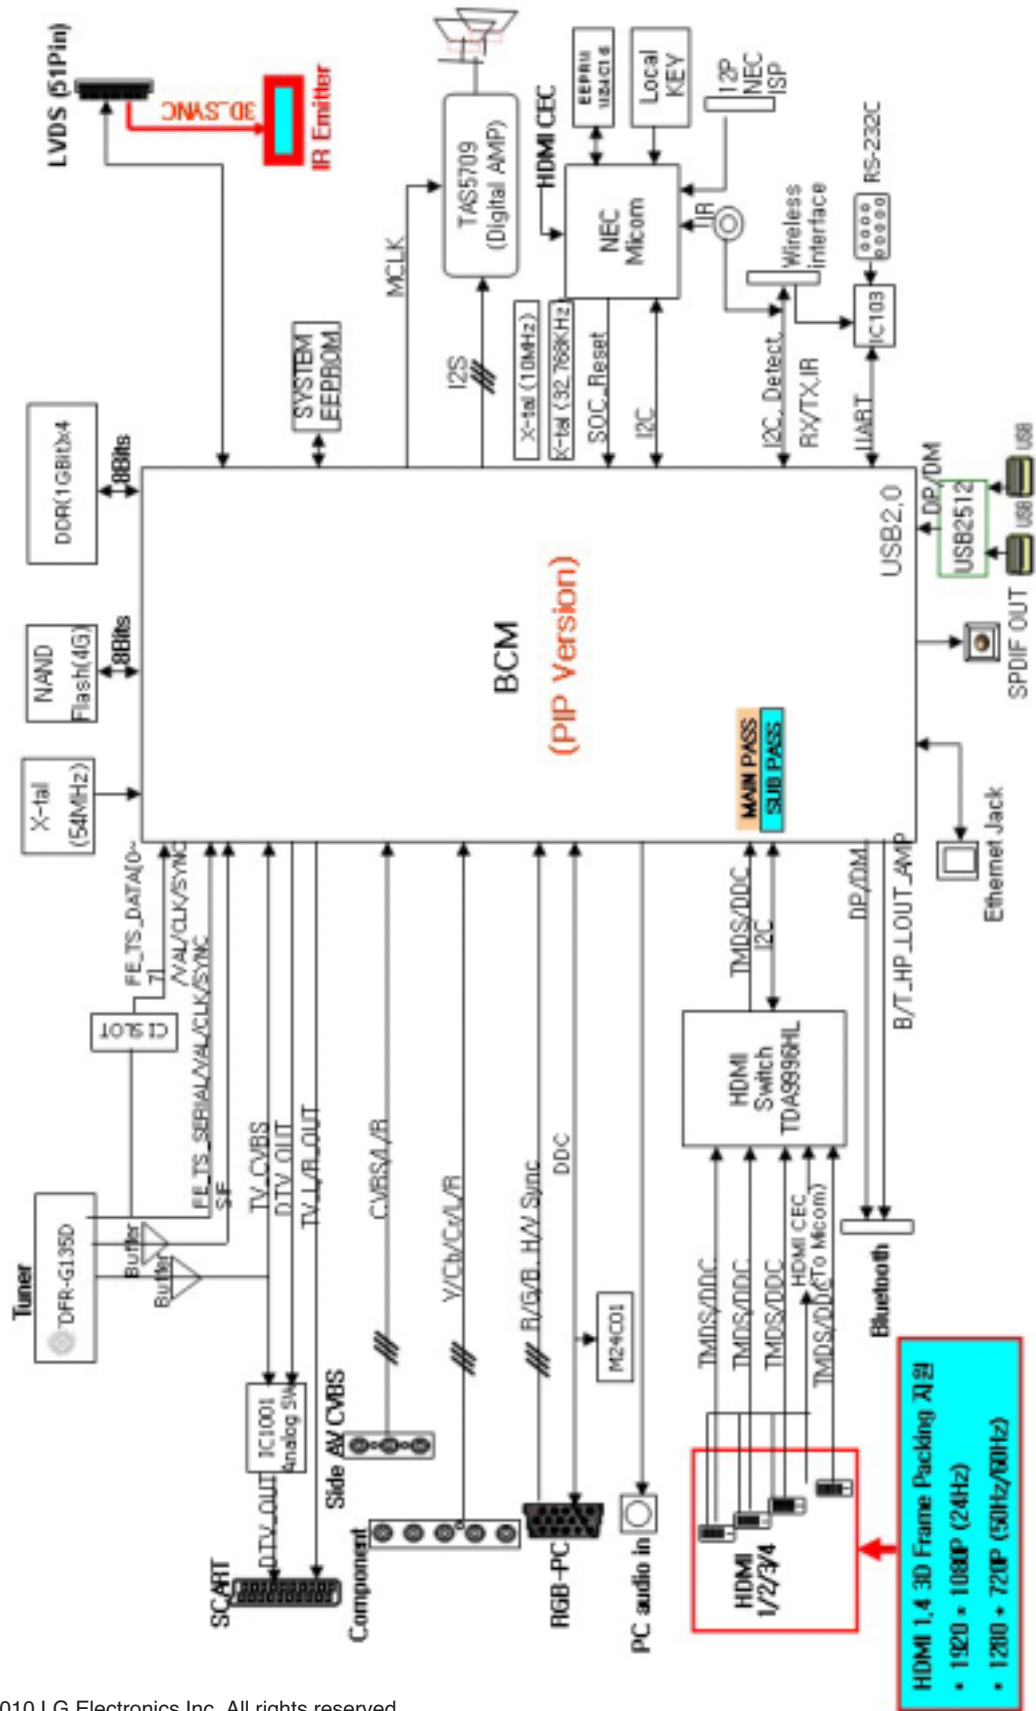 LVDS (51Pin)
3D_SYNC
IR Emitter
TAS5709
(Digital AMP)
MCLK
I2S
HDMI CEC
EEPRM
Local
KEY
12P
NEC
ISP
NEC
Micom
IR
Wireless
interface
RS-232C
IC103
X-tal (10MHz)
X-tal (32.768KHz)
SOC_Reset
I2C
I2C_Detect,
RX/TX,IR
UART
SYSTEM
EEPROM
DDR(1GBit)x4
8Bits
NAND
Flash(4G)
8Bits
X-tal
(54MHz)
BCM
(PIP Version)
USB2,0
DP/DM
USB2512
USB
USB
SPDIF OUT
MAIN PASS
SUB PASS
Ethernet Jack
FE_TS_DATA[0~
7]
/VAL/CLK/SYNC
CI SLOT
FE_TS_SERIAL/VAL/CLK/SYNC
SIF
TV_CVBS
DTV_OUT
TV_L/R_OUT
Tuner
DFR-G135D
Buffer
Buffer
IC1001
Analog SW
DTV_OUT
SCART
Side AV CVBS
CVBS/L/R
Component
Y/Cb/Cr/L/R
RGB-PC
R/G/B, H/V Sync
DDC
M24C01
PC audio in
TMDS/DDC
I2C
HDMI
Switch
TDA9996HL
TMDS/DC
TMDS/DDC
TMDS/DDC
HDMI CEC
(To Micom)
TMDS/DDC
HDMI
1/2/3/4
DP/DM
B/T_HP_LOUT_AMP
Bluetooth
HDMI 1,4 3D Frame Packing 지원
• 1920 * 1080P (24Hz)
• 1280 * 720P (50Hz/60Hz)
010 LG Electronics Inc. All rights reserved